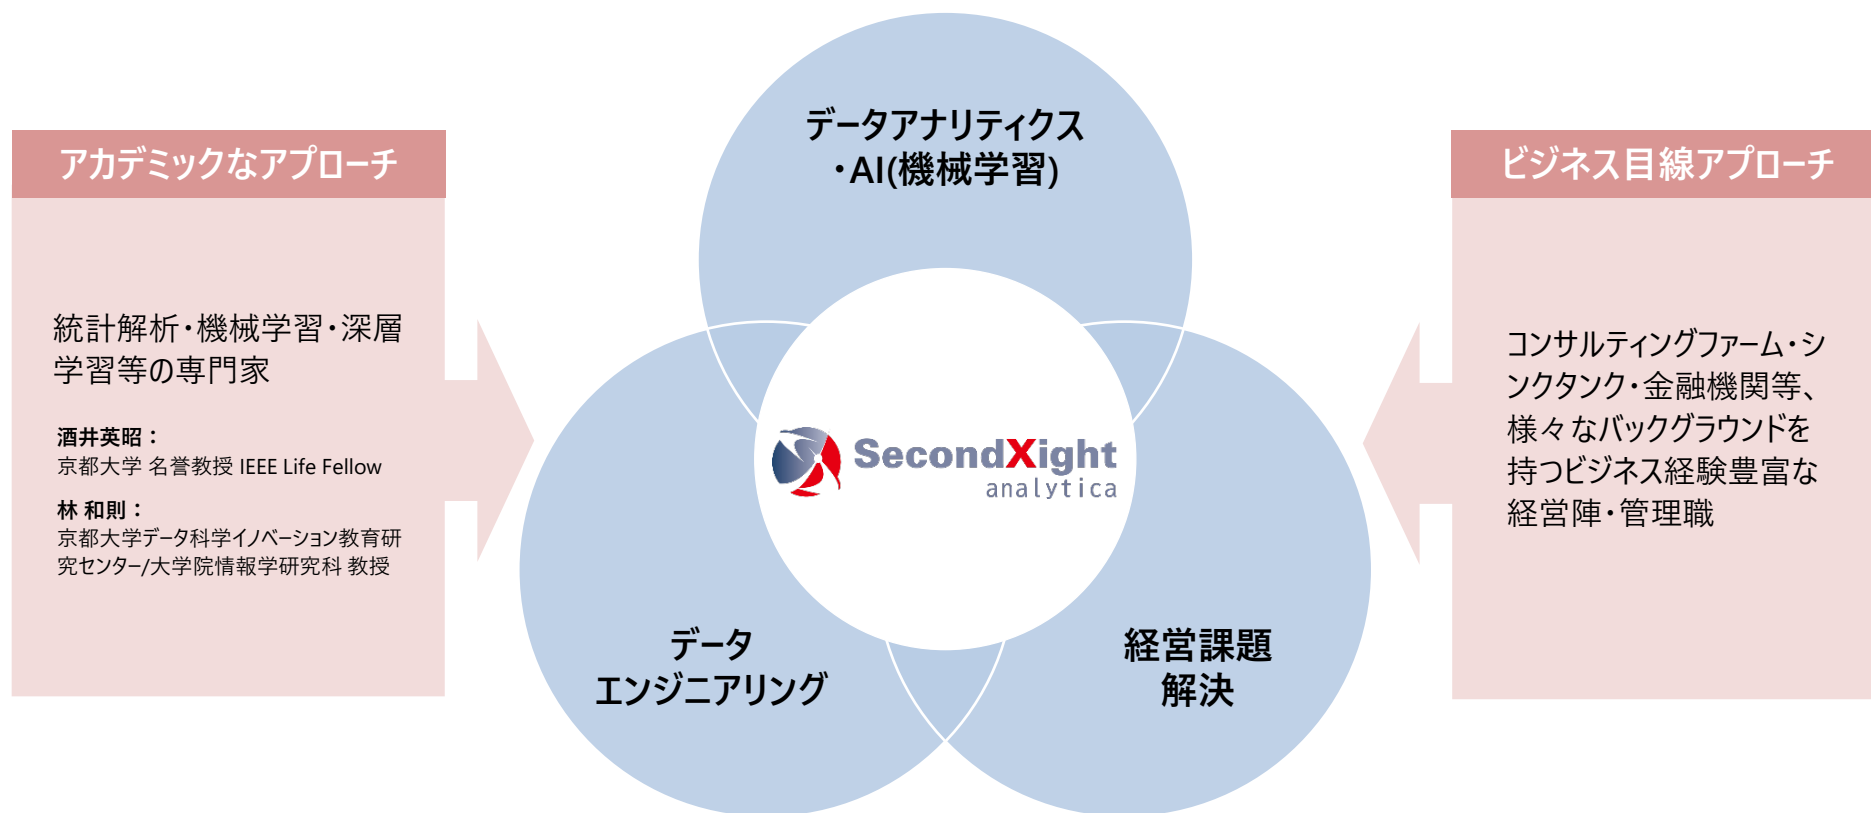 データアナリティクス
・AI(機械学習)
アカデミックなアプローチ
統計解析・機械学習・深層
学習等の専門家
酒井英昭：
京都大学 名誉教授 IEEE Life Fellow
林 和則：
京都大学データ科学イノベーション教育研
究センター/大学院情報学研究科 教授
SecondXight
analytica
データ
エンジニアリング
経営課題
解決
ビジネス目線アプローチ
コンサルティングファーム・シ
ンクタンク・金融機関等、
様々なバックグラウンドを
持つビジネス経験豊富な
経営陣・管理職